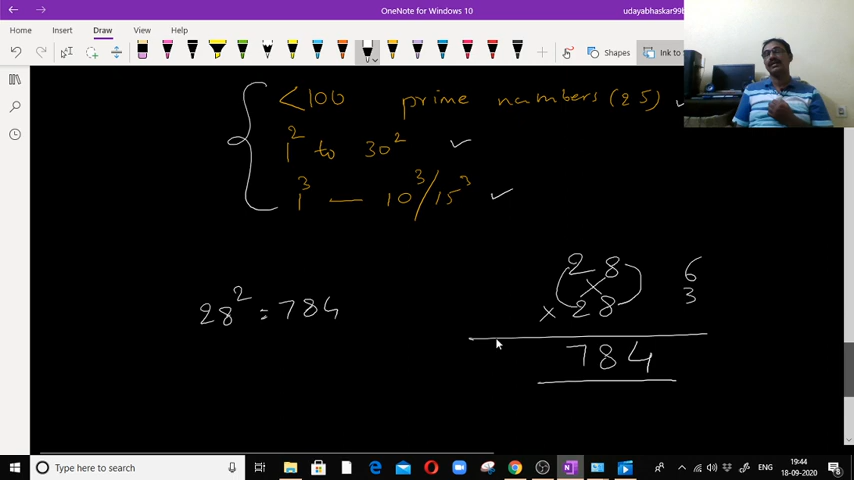 OneNote for Windows 10
udayabhaskar99
Home Insert Draw View Help
Shapes Ink to
<100 prime numbers (25) ✓
1² to 30² ✓
1³ — 10³/15³ ✓
28 6
28² = 784
× 28 3
784
Type here to search
ENG
19:44
18-09-2020
8